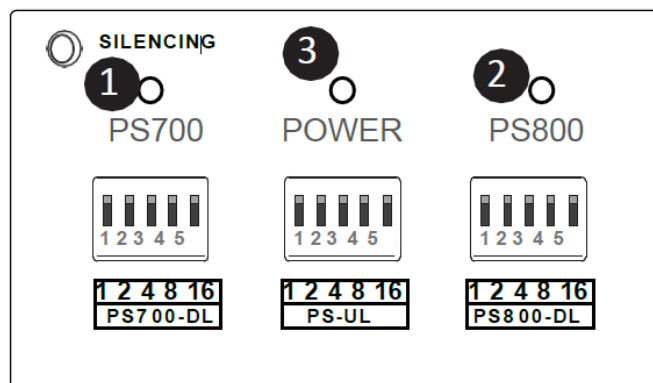 SILENCING
1 3 2
PS700 POWER PS800
1 2 3 4 5 1 2 3 4 5 1 2 3 4 5
1 2 4 8 16 1 2 4 8 16 1 2 4 8 16
PS700-DL PS-UL PS800-DL